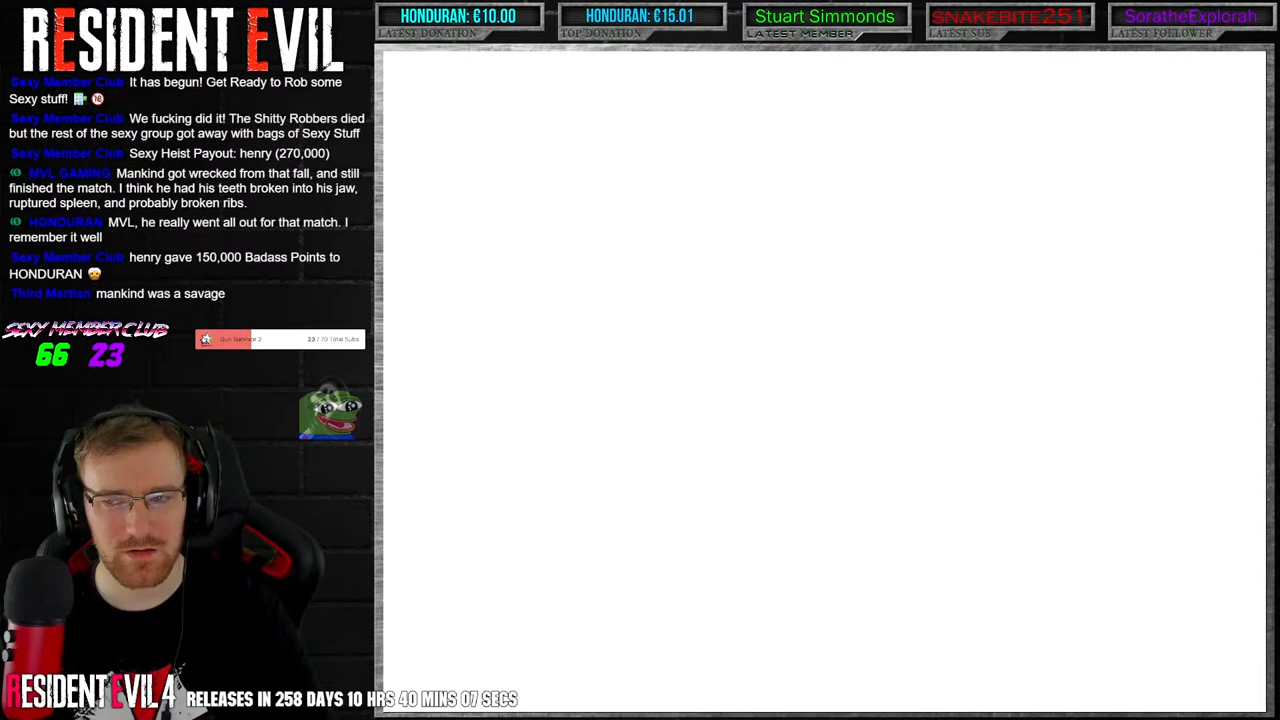 RESIDENT EVIL
HONDURAN: €10.00
LATEST DONATION
HONDURAN: €15.01
TOP DONATION
Stuart Simmonds
LATEST MEMBER
SNAKEBITE251
LATEST SUB
SoratheExplorah
LATEST FOLLOWER
Sexy Member Club It has begun! Get Ready to Rob some
Sexy stuff! 🏦 🔞
Sexy Member Club We fucking did it! The Shitty Robbers died
but the rest of the sexy group got away with bags of Sexy Stuff
Sexy Member Club Sexy Heist Payout: henry (270,000)
MVL GAMING Mankind got wrecked from that fall, and still
finished the match. I think he had his teeth broken into his jaw,
ruptured spleen, and probably broken ribs.
HONDURAN MVL, he really went all out for that match. I
remember it well
Sexy Member Club henry gave 150,000 Badass Points to
HONDURAN 🤯
Third Martian mankind was a savage
SEXY MEMBER CLUB
66 23
Gun Survivor 2 23 / 70 Total Subs
RESIDENT EVIL 4 RELEASES IN 258 DAYS 10 HRS 40 MINS 07 SECS